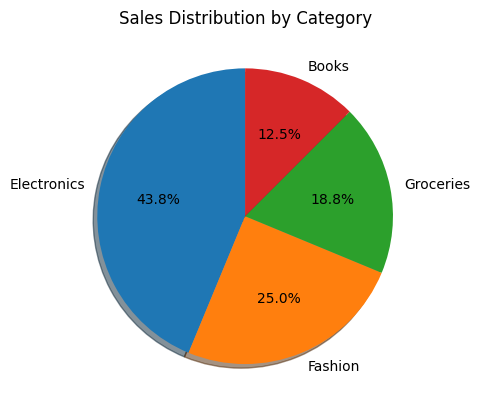 Sales Distribution by Category
Books
12.5%
Electronics
43.8%
18.8%
Groceries
25.0%
Fashion